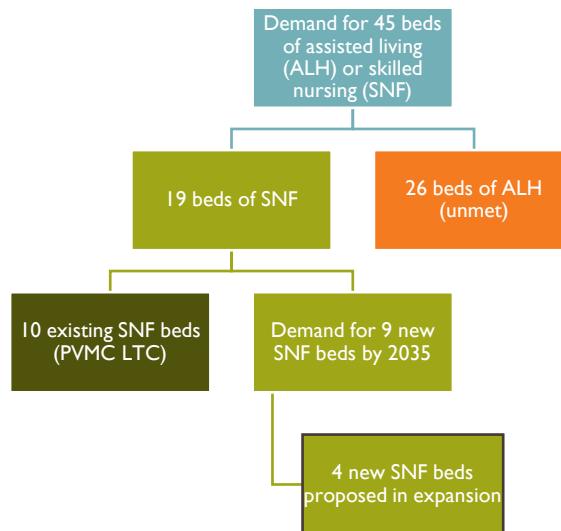 Demand for 45 beds
of assisted living
(ALH) or skilled
nursing (SNF)
19 beds of SNF
26 beds of ALH
(unmet)
10 existing SNF beds
(PVMC LTC)
Demand for 9 new
SNF beds by 2035
4 new SNF beds
proposed in expansion